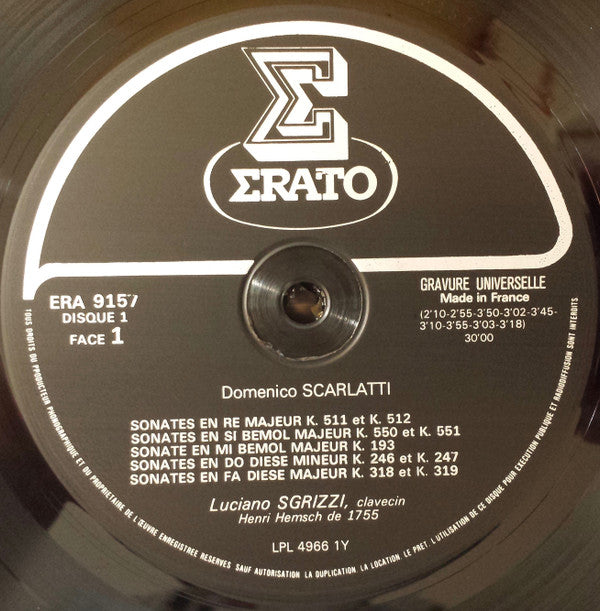 Σ
ΣRATO
ERA 9157
DISQUE 1
FACE 1
GRAVURE UNIVERSELLE
Made in France
(2'10-2'55-3'50-3'02-3'45-
3'10-3'55-3'03-3'18)
30'00
Domenico SCARLATTI
SONATES EN RE MAJEUR K. 511 et K. 512
SONATES EN SI BEMOL MAJEUR K. 550 et K. 551
SONATE EN MI BEMOL MAJEUR K. 193
SONATES EN DO DIESE MINEUR K. 246 et K. 247
SONATES EN FA DIESE MAJEUR K. 318 et K. 319
Luciano SGRIZZI, clavecin
Henri Hemsch de 1755
LPL 4966 1Y
TOUS DROITS DU PRODUCTEUR PHONOGRAPHIQUE ET DU PROPRIETAIRE DE L'ŒUVRE ENREGISTREE RESERVES SAUF AUTORISATION LA DUPLICATION, LA LOCATION, LE PRET, L'UTILISATION DE CE DISQUE POUR EXECUTION PUBLIQUE ET RADIODIFFUSION SONT INTERDITS